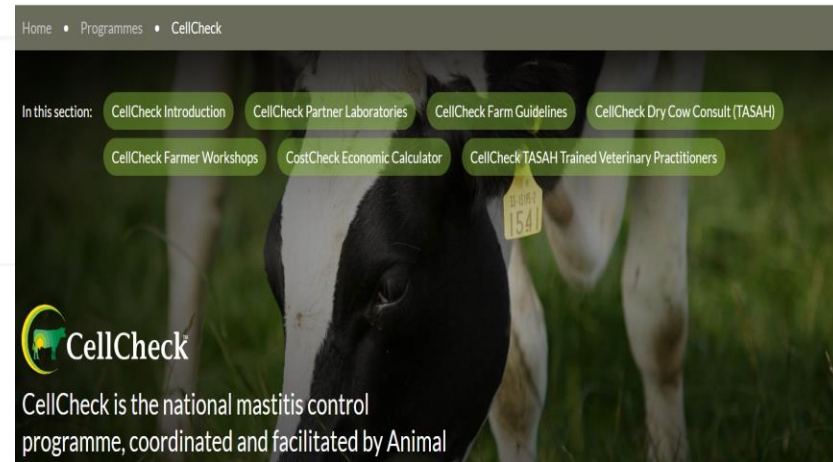 Home • Programmes • CellCheck
In this section: CellCheck Introduction CellCheck Partner Laboratories CellCheck Farm Guidelines CellCheck Dry Cow Consult (TASAH)
CellCheck Farmer Workshops CostCheck Economic Calculator CellCheck TASAH Trained Veterinary Practitioners
1541
CellCheck
CellCheck is the national mastitis control
programme, coordinated and facilitated by Animal